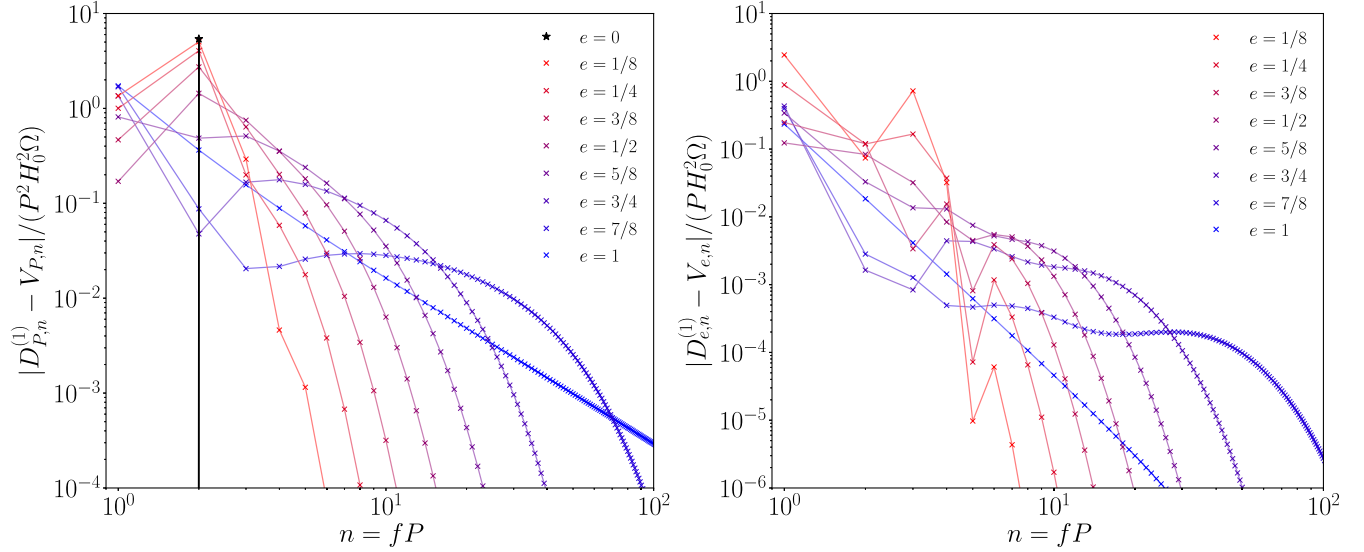 |D_{P,n}^{(1)} − V_{P,n}|/(P^2 H_0^2 Ω)
10^1
10^0
10^{-1}
10^{-2}
10^{-3}
10^{-4}
10^0
10^1
10^2
n = fP
e = 0
e = 1/8
e = 1/4
e = 3/8
e = 1/2
e = 5/8
e = 3/4
e = 7/8
e = 1
|D_{e,n}^{(1)} − V_{e,n}|/(P H_0^2 Ω)
10^1
10^0
10^{-1}
10^{-2}
10^{-3}
10^{-4}
10^{-5}
10^{-6}
10^0
10^1
10^2
n = fP
e = 1/8
e = 1/4
e = 3/8
e = 1/2
e = 5/8
e = 3/4
e = 7/8
e = 1